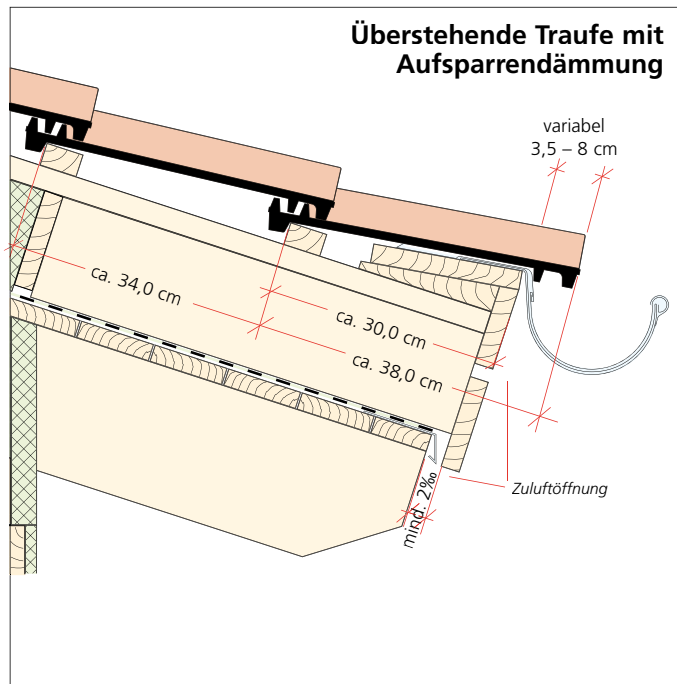 Überstehende Traufe mit
Aufsparrendämmung
variabel
3,5 – 8 cm
ca. 34,0 cm
ca. 30,0 cm
ca. 38,0 cm
mind. 2‰
Zuluftöffnung